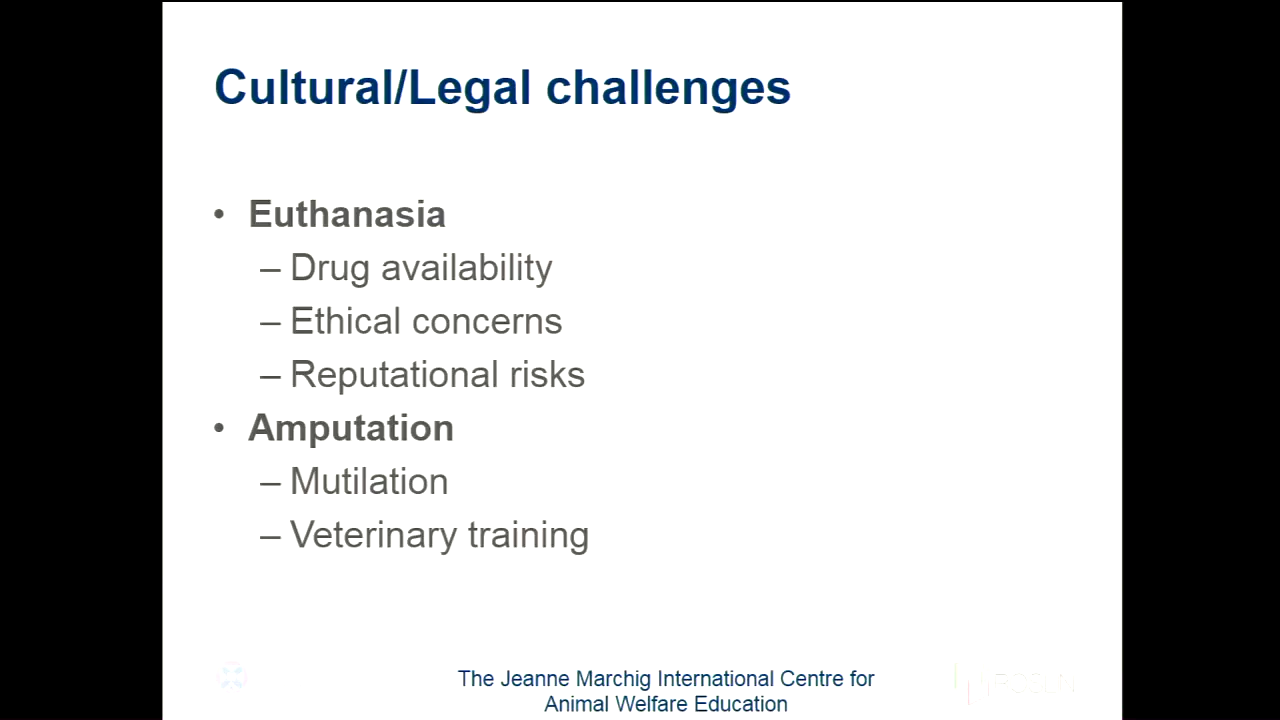 Cultural/Legal challenges
• Euthanasia
– Drug availability
– Ethical concerns
– Reputational risks
• Amputation
– Mutilation
– Veterinary training
The Jeanne Marchig International Centre for
Animal Welfare Education